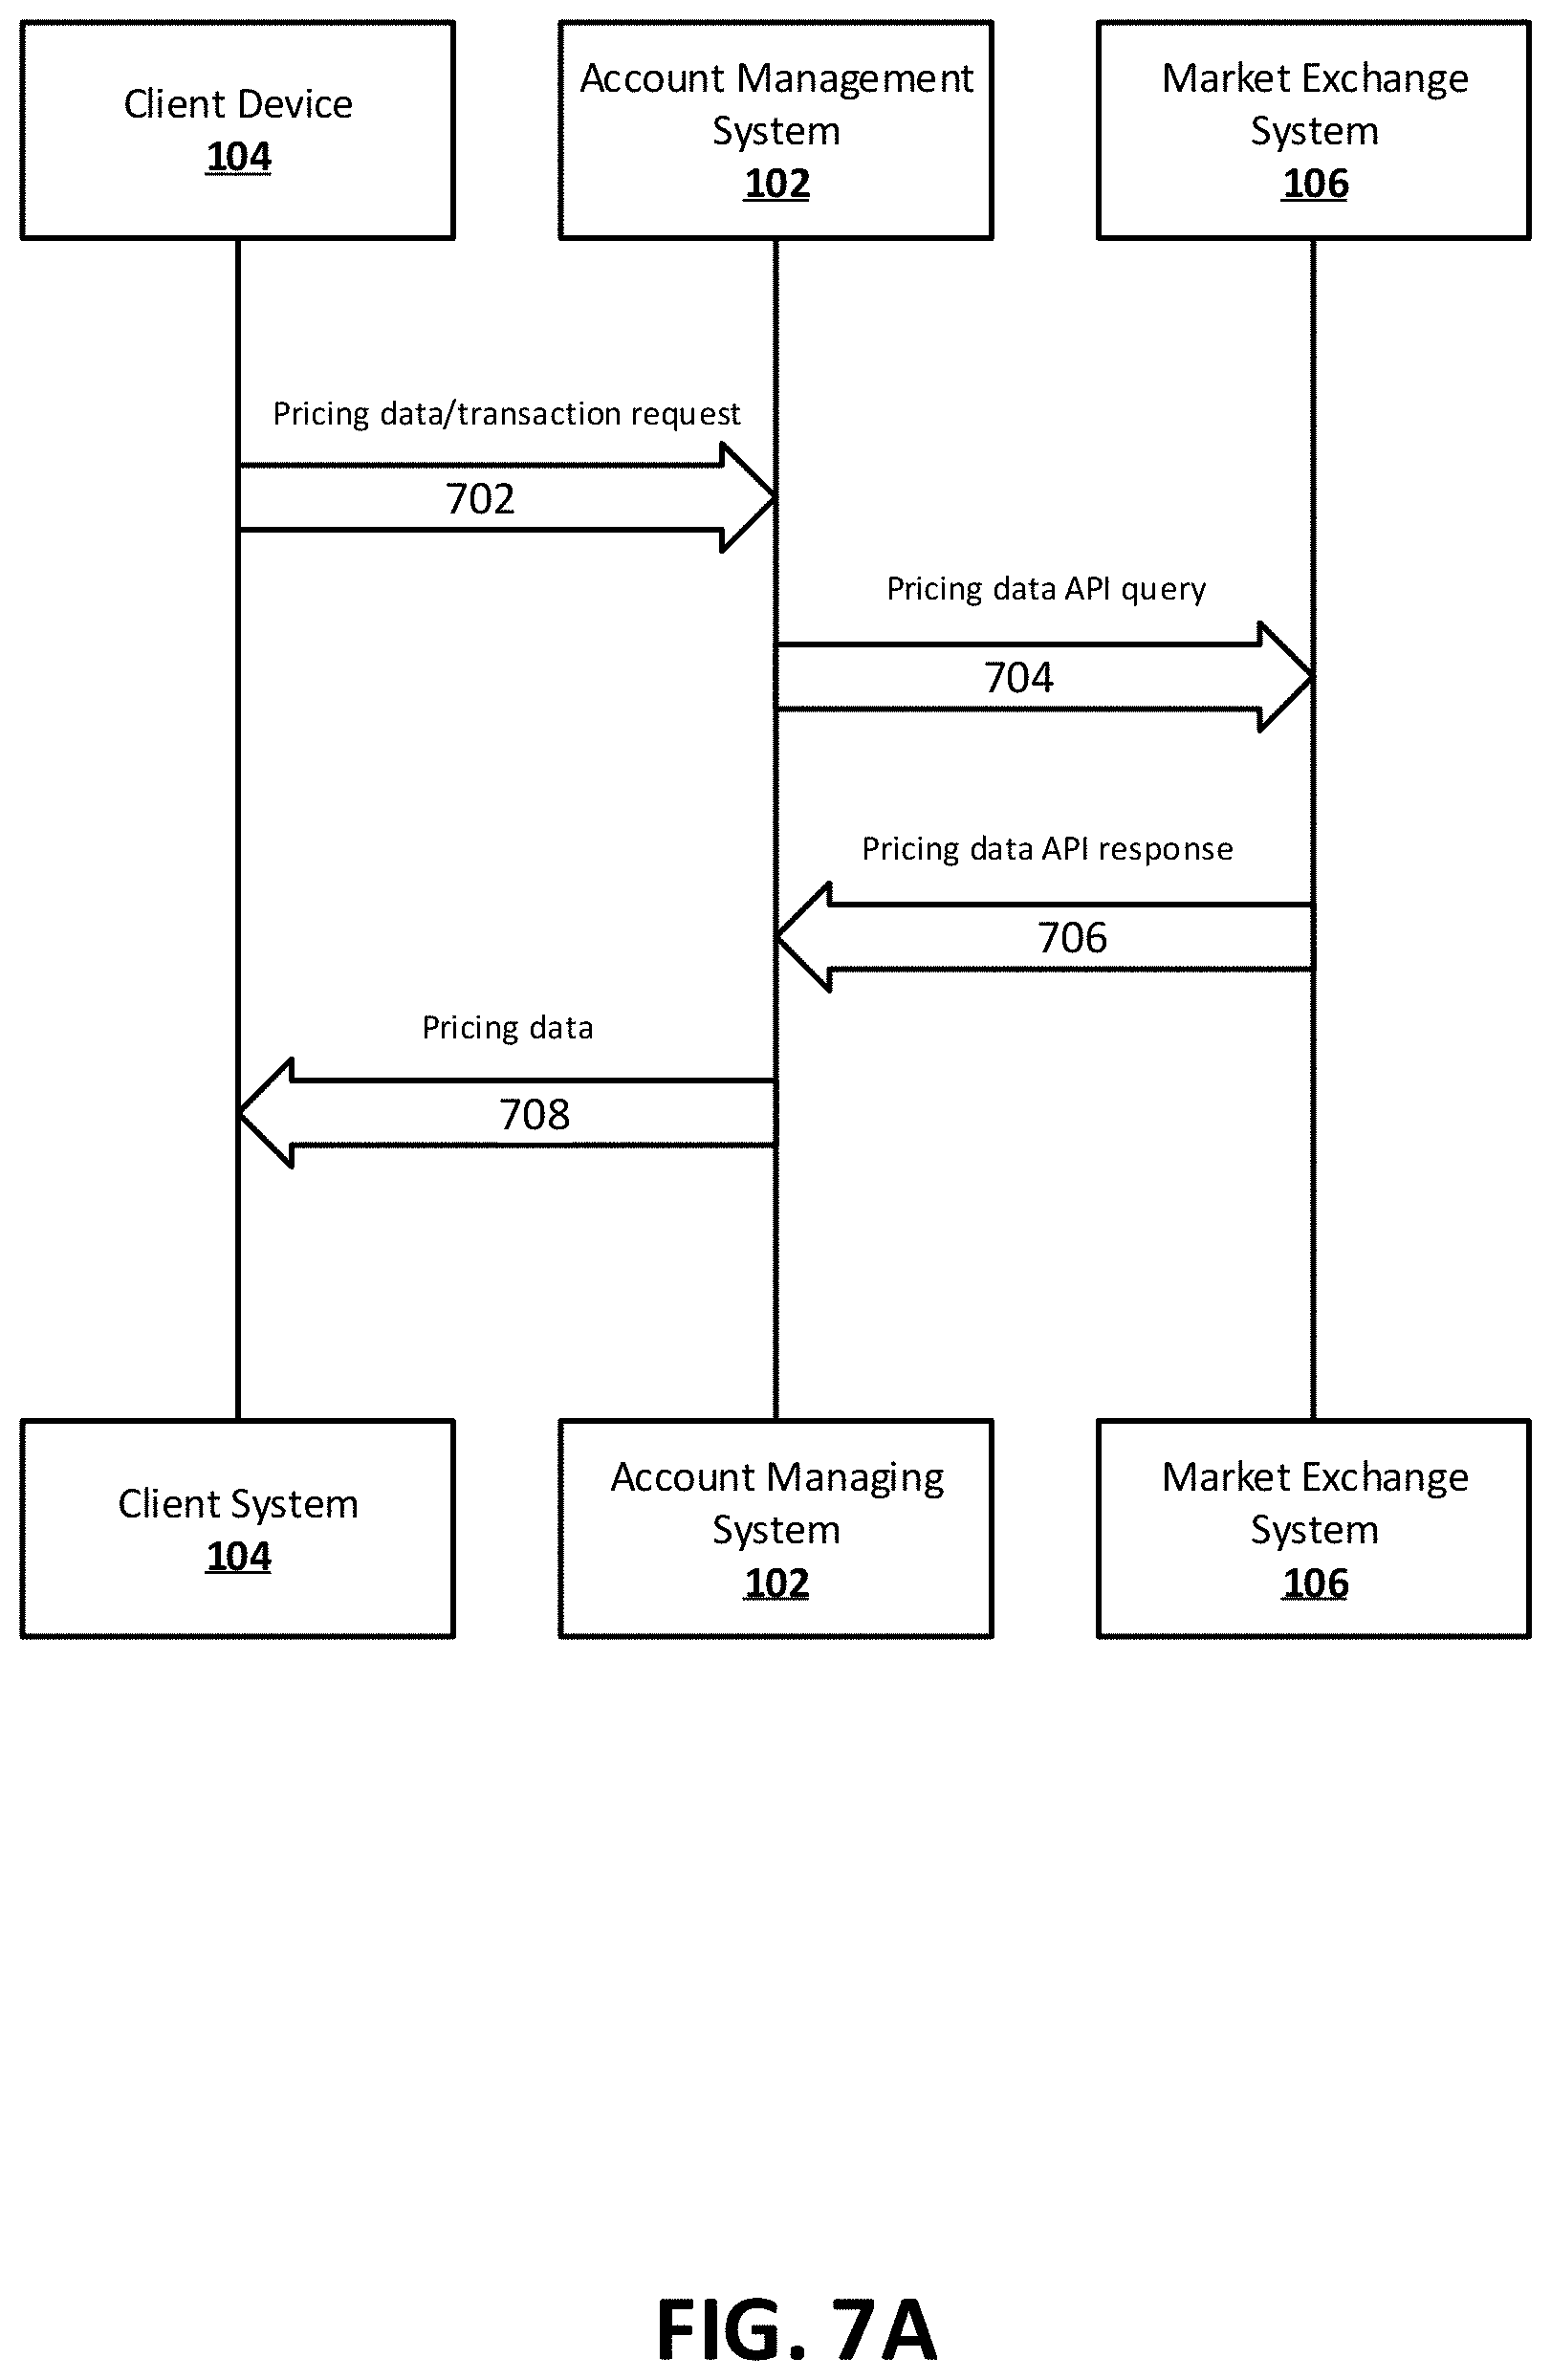 Client Device
104
Account Management
System
102
Market Exchange
System
106
Pricing data/transaction request
702
Pricing data API query
704
Pricing data API response
706
Pricing data
708
Client System
104
Account Managing
System
102
Market Exchange
System
106
FIG. 7A